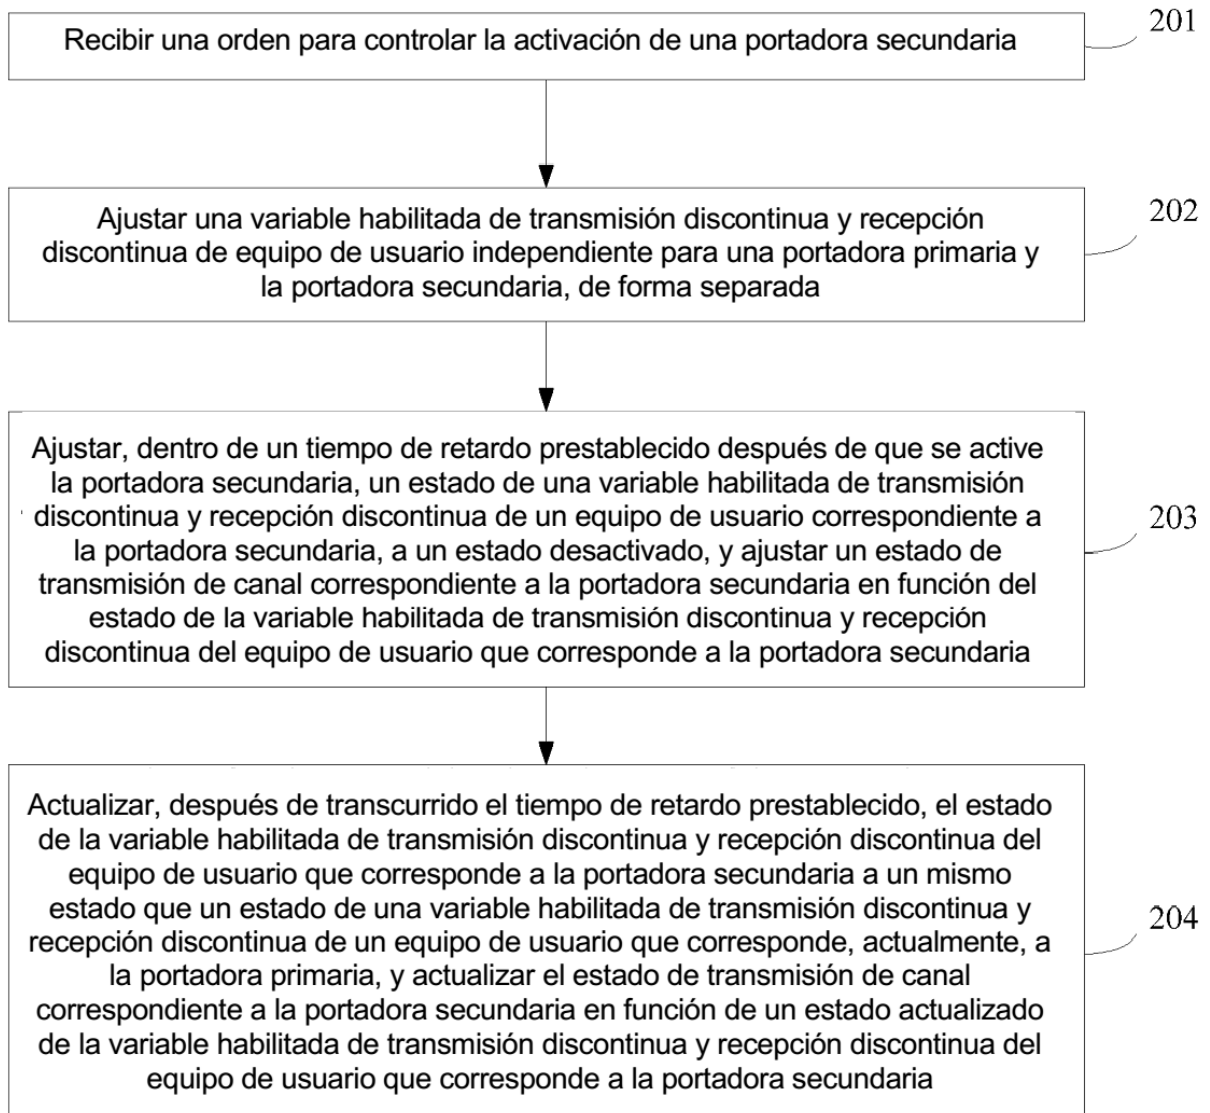 Recibir una orden para controlar la activación de una portadora secundaria
201
Ajustar una variable habilitada de transmisión discontinua y recepción
discontinua de equipo de usuario independiente para una portadora primaria y
la portadora secundaria, de forma separada
202
Ajustar, dentro de un tiempo de retardo prestablecido después de que se active
la portadora secundaria, un estado de una variable habilitada de transmisión
discontinua y recepción discontinua de un equipo de usuario correspondiente a
la portadora secundaria, a un estado desactivado, y ajustar un estado de
transmisión de canal correspondiente a la portadora secundaria en función del
estado de la variable habilitada de transmisión discontinua y recepción
discontinua del equipo de usuario que corresponde a la portadora secundaria
203
Actualizar, después de transcurrido el tiempo de retardo prestablecido, el estado
de la variable habilitada de transmisión discontinua y recepción discontinua del
equipo de usuario que corresponde a la portadora secundaria a un mismo
estado que un estado de una variable habilitada de transmisión discontinua y
recepción discontinua de un equipo de usuario que corresponde, actualmente, a
la portadora primaria, y actualizar el estado de transmisión de canal
correspondiente a la portadora secundaria en función de un estado actualizado
de la variable habilitada de transmisión discontinua y recepción discontinua del
equipo de usuario que corresponde a la portadora secundaria
204